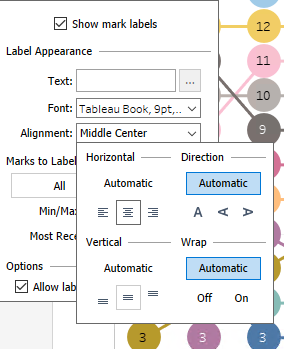 Show mark labels
12
Label Appearance
11
Text:
...
10
Font: Tableau Book, 9pt,..
Alignment: Middle Center
9
Marks to Label
Horizontal
Direction
All
Automatic
Automatic
A A A
Min/Max
Vertical
Wrap
Most Rece
Automatic
Automatic
Options
Off On
Allow lab
3 3 3